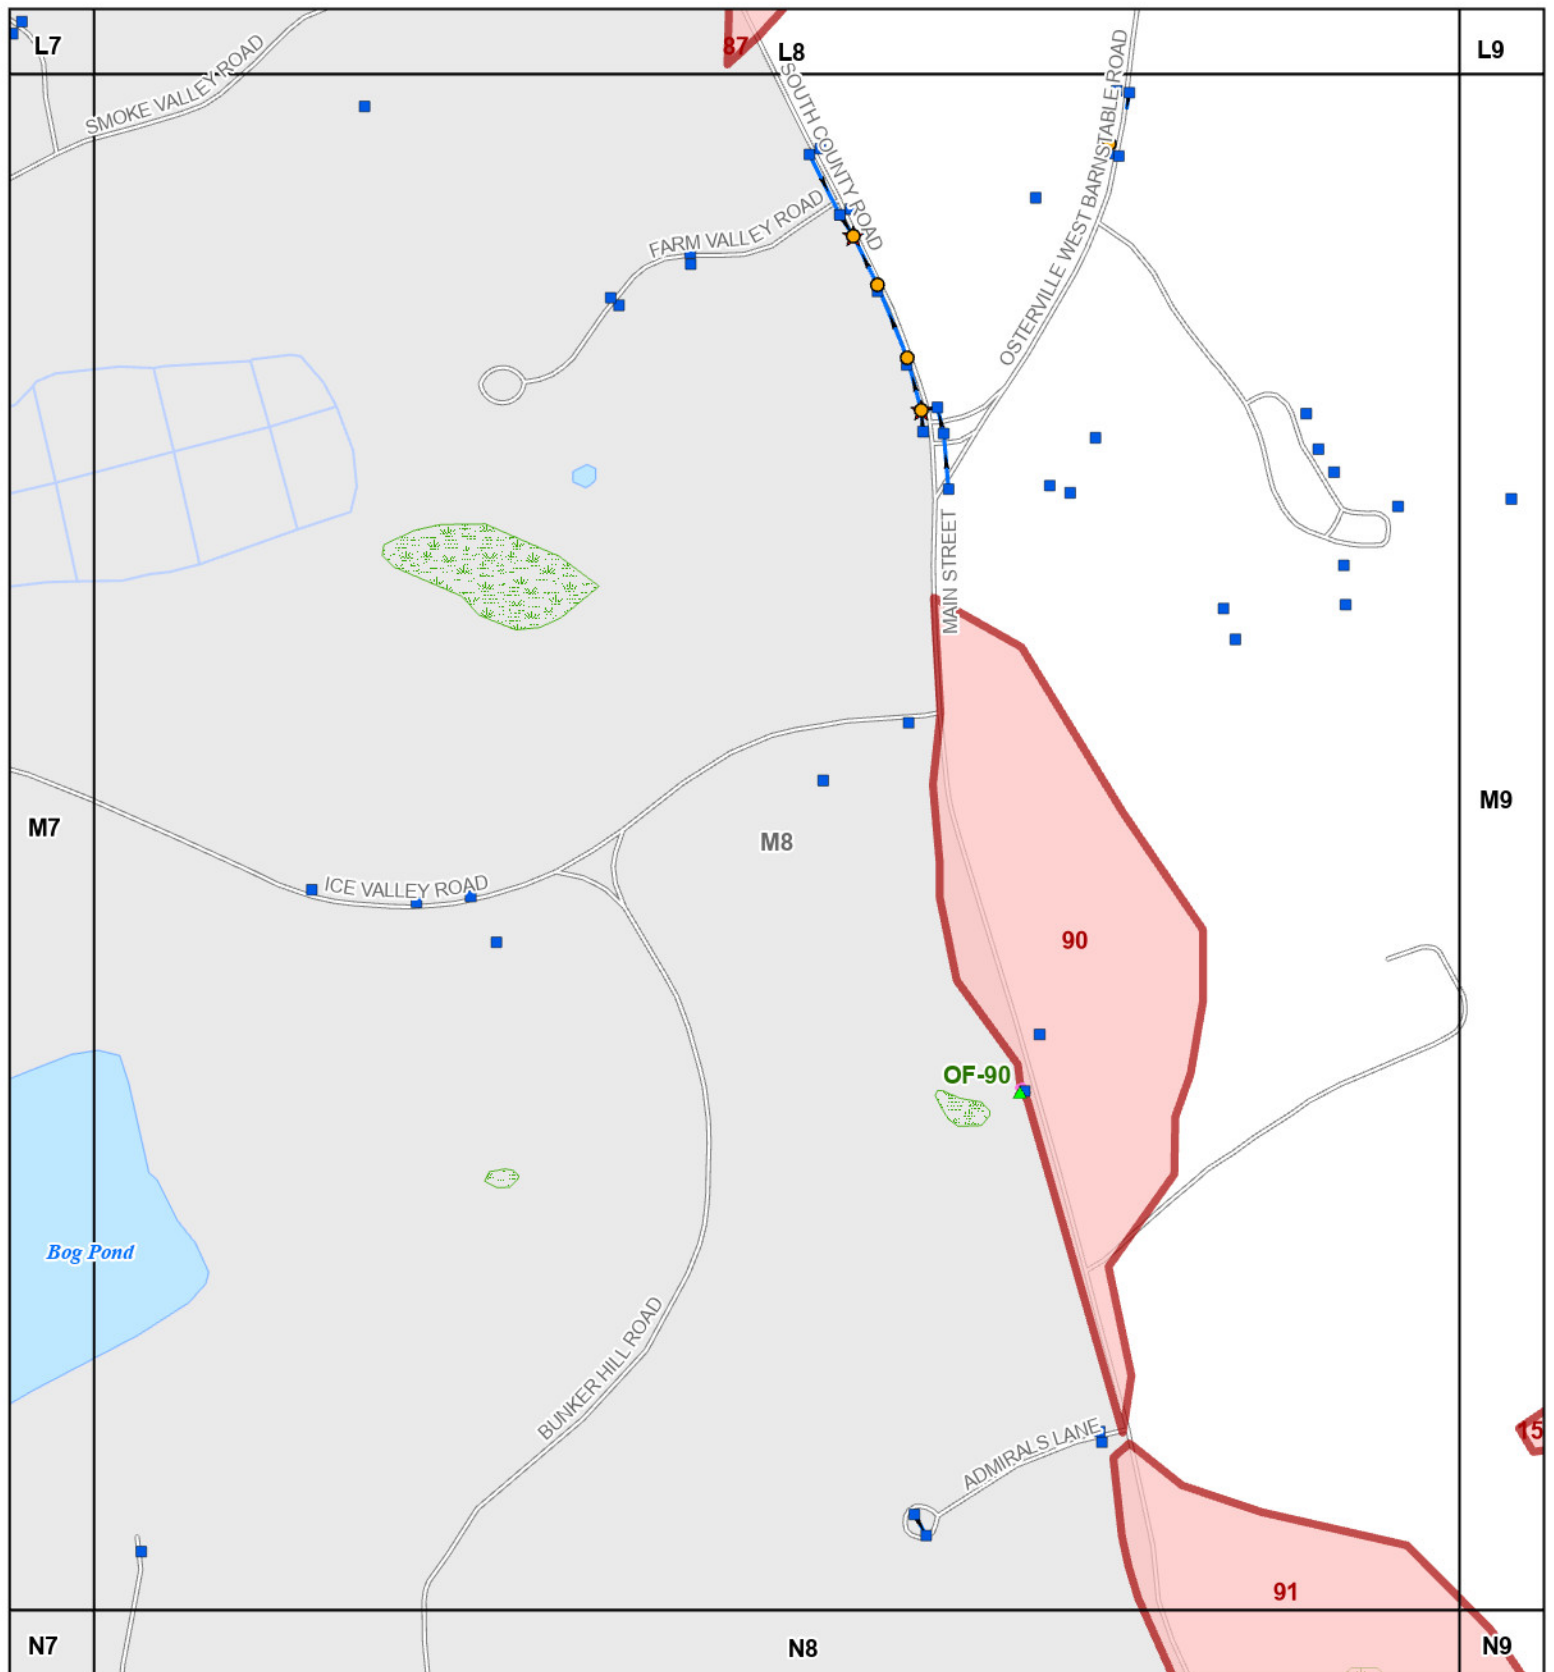 L7
87
L8
L9
SMOKE VALLEY ROAD
SOUTH COUNTY ROAD
OSTERVILLE WEST BARNSTABLE ROAD
FARM VALLEY ROAD
MAIN STREET
M7
M8
M9
ICE VALLEY ROAD
90
OF-90
Bog Pond
BUNKER HILL ROAD
ADMIRALS LANE
15
91
N7
N8
N9